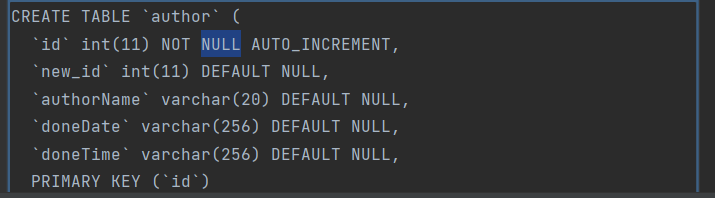 CREATE TABLE `author` (
`id` int(11) NOT NULL AUTO_INCREMENT,
`new_id` int(11) DEFAULT NULL,
`authorName` varchar(20) DEFAULT NULL,
`doneDate` varchar(256) DEFAULT NULL,
`doneTime` varchar(256) DEFAULT NULL,
PRIMARY KEY (`id`)